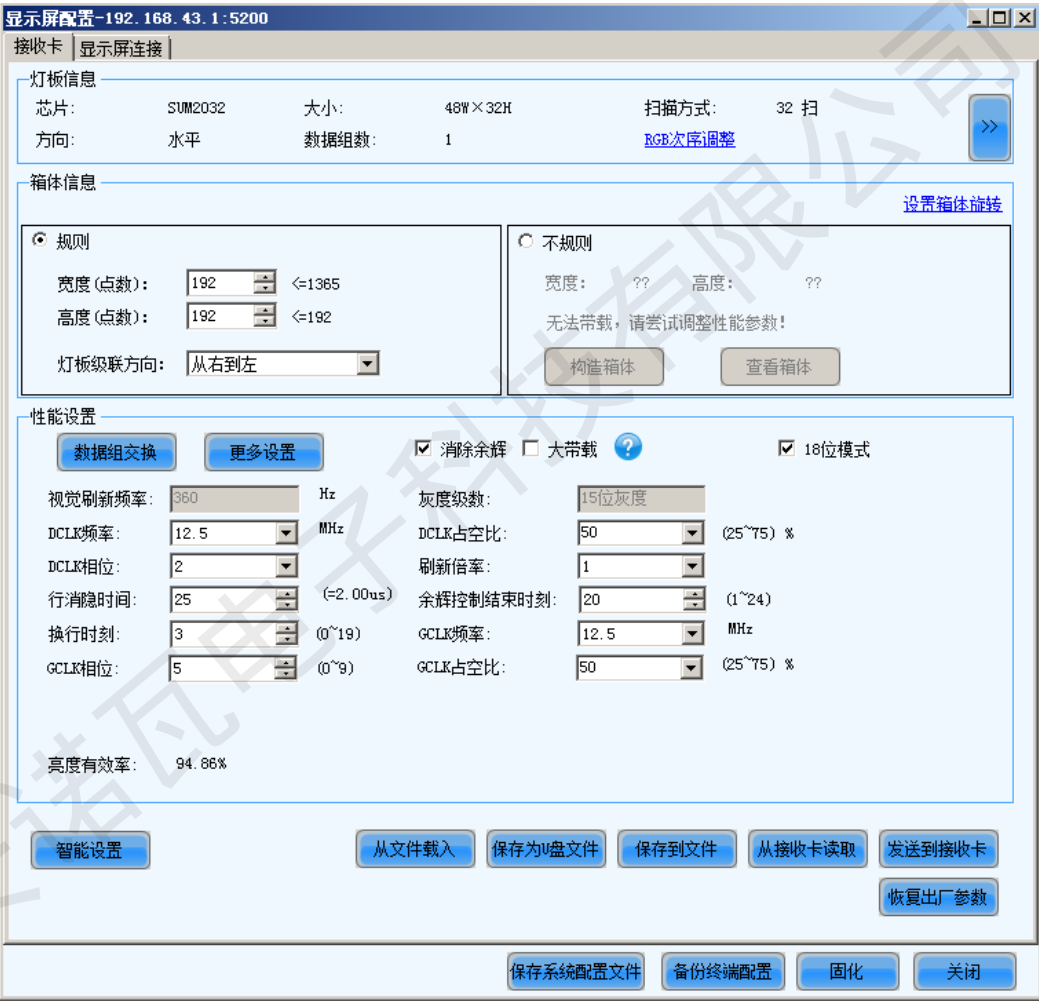 显示屏配置-192.168.43.1:5200
接收卡 显示屏连接
灯板信息
芯片: SUM2032 大小: 48W×32H 扫描方式: 32 扫
方向: 水平 数据组数: 1 RGB次序调整
>>
箱体信息
设置箱体旋转
规则 不规则
宽度(点数): 192 <=1365 宽度: ?? 高度: ??
高度(点数): 192 <=192 无法带载,请尝试调整性能参数!
灯板级联方向: 从右到左 构造箱体 查看箱体
性能设置
数据组交换 更多设置 消除余辉 大带载 ? 18位模式
视觉刷新频率: 360 Hz 灰度级数: 15位灰度
DCLK频率: 12.5 MHz DCLK占空比: 50 (25~75) %
DCLK相位: 2 刷新倍率: 1
行消隐时间: 25 (=2.00us) 余辉控制结束时刻: 20 (1~24)
换行时刻: 3 (0~19) GCLK频率: 12.5 MHz
GCLK相位: 5 (0~9) GCLK占空比: 50 (25~75) %
亮度有效率: 94.86%
智能设置 从文件载入 保存为U盘文件 保存到文件 从接收卡读取 发送到接收卡
恢复出厂参数
保存系统配置文件 备份终端配置 固化 关闭
诺瓦电子科技有限公司